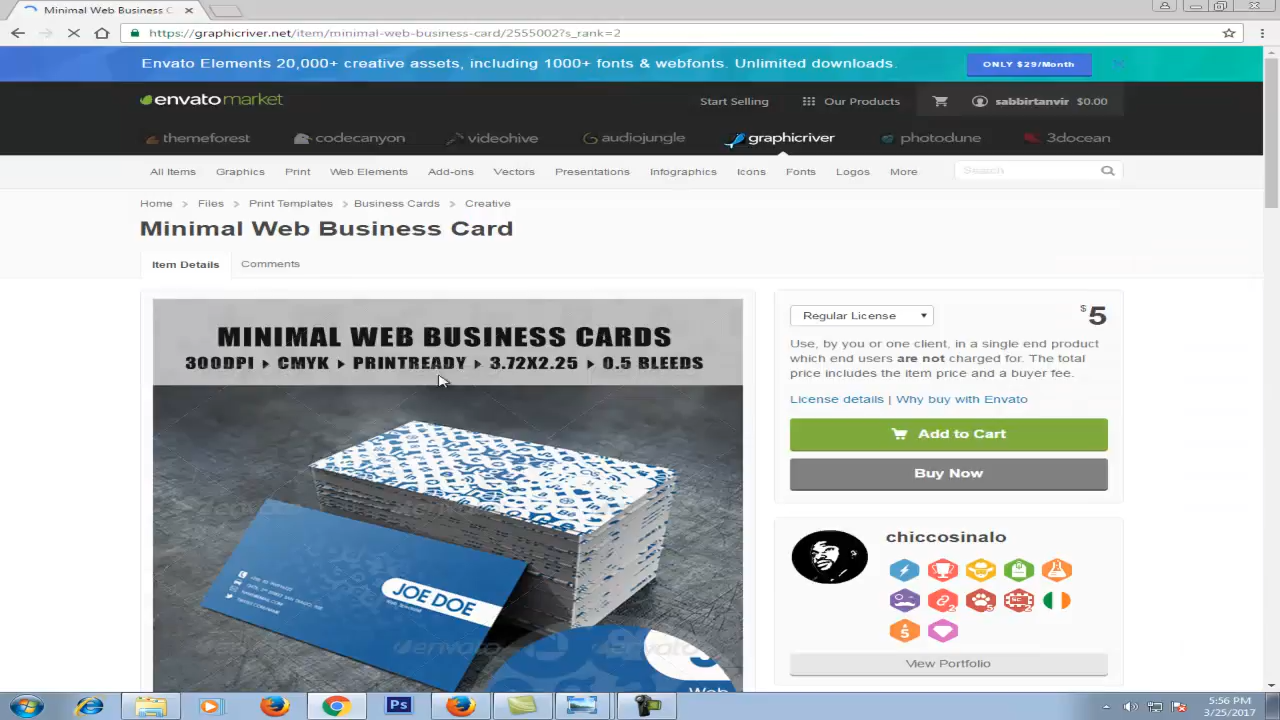 Minimal Web Business C
https://graphicriver.net/item/minimal-web-business-card/2555002?s_rank=2
Envato Elements 20,000+ creative assets, including 1000+ fonts & webfonts. Unlimited downloads.
ONLY $29/Month
envatomarket
Start Selling
Our Products
sabbirtanvir $0.00
themeforest
codecanyon
videohive
audiojungle
graphicriver
photodune
3docean
All Items
Graphics
Print
Web Elements
Add-ons
Vectors
Presentations
Infographics
Icons
Fonts
Logos
More
Search
Home > Files > Print Templates > Business Cards > Creative
Minimal Web Business Card
Item Details
Comments
MINIMAL WEB BUSINESS CARDS
300DPI ▸ CMYK ▸ PRINTREADY ▸ 3.72X2.25 ▸ 0.5 BLEEDS
JOE DOE
envato
Web
Regular License
$5
Use, by you or one client, in a single end product
which end users are not charged for. The total
price includes the item price and a buyer fee.
License details | Why buy with Envato
Add to Cart
Buy Now
chiccosinalo
View Portfolio
Ps
5:56 PM
3/25/2017